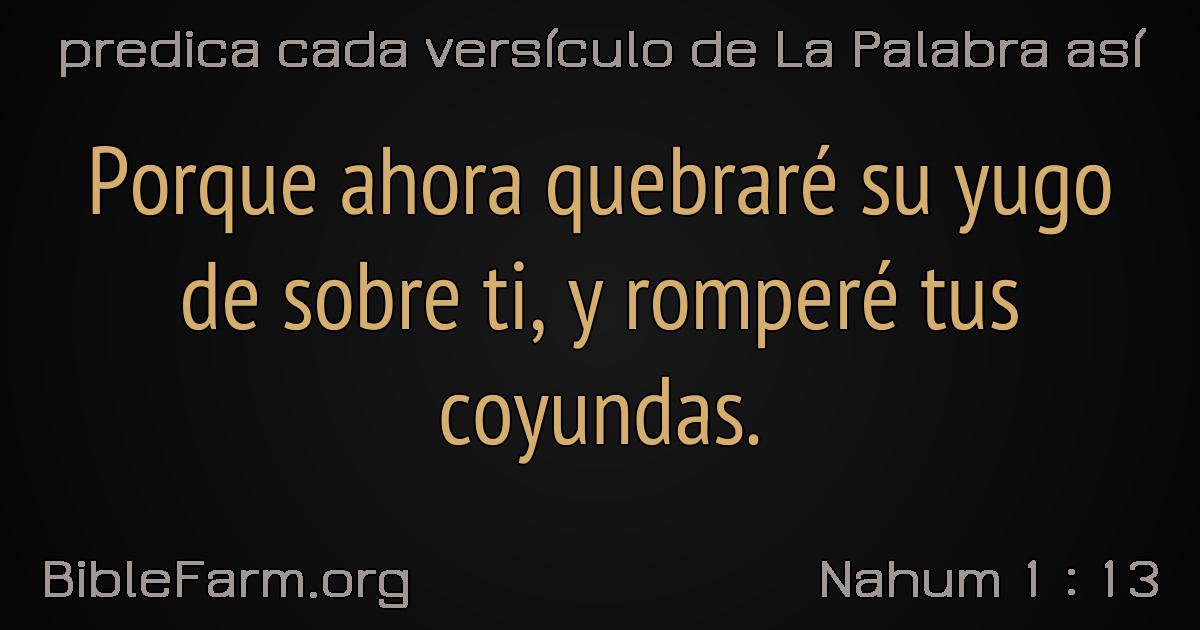 predica cada versículo de La Palabra así
Porque ahora quebraré su yugo
de sobre ti, y romperé tus
coyundas.
BibleFarm.org
Nahum 1 : 13